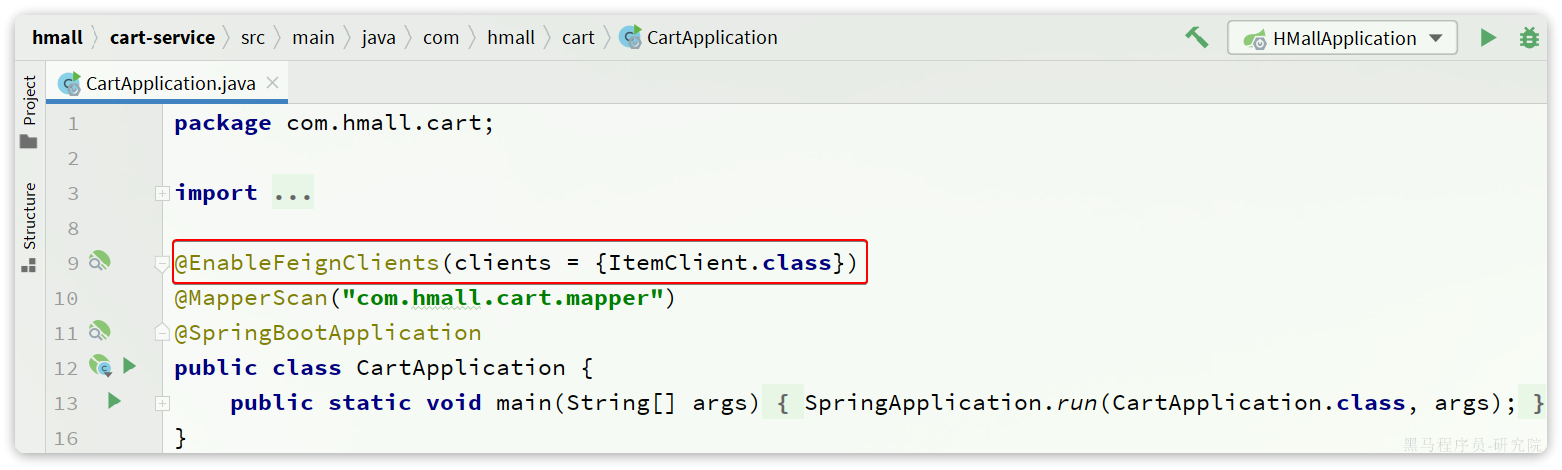 hmall 〉 cart-service 〉 src 〉 main 〉 java 〉 com 〉 hmall 〉 cart 〉 CartApplication
HMallApplication
Project
Structure
CartApplication.java
1 package com.hmall.cart;
2
3 import ...
8
9 @EnableFeignClients(clients = {ItemClient.class})
10 @MapperScan("com.hmall.cart.mapper")
11 @SpringBootApplication
12 public class CartApplication {
13 public static void main(String[] args) { SpringApplication.run(CartApplication.class, args); }
16 }
黑马程序员-研究院